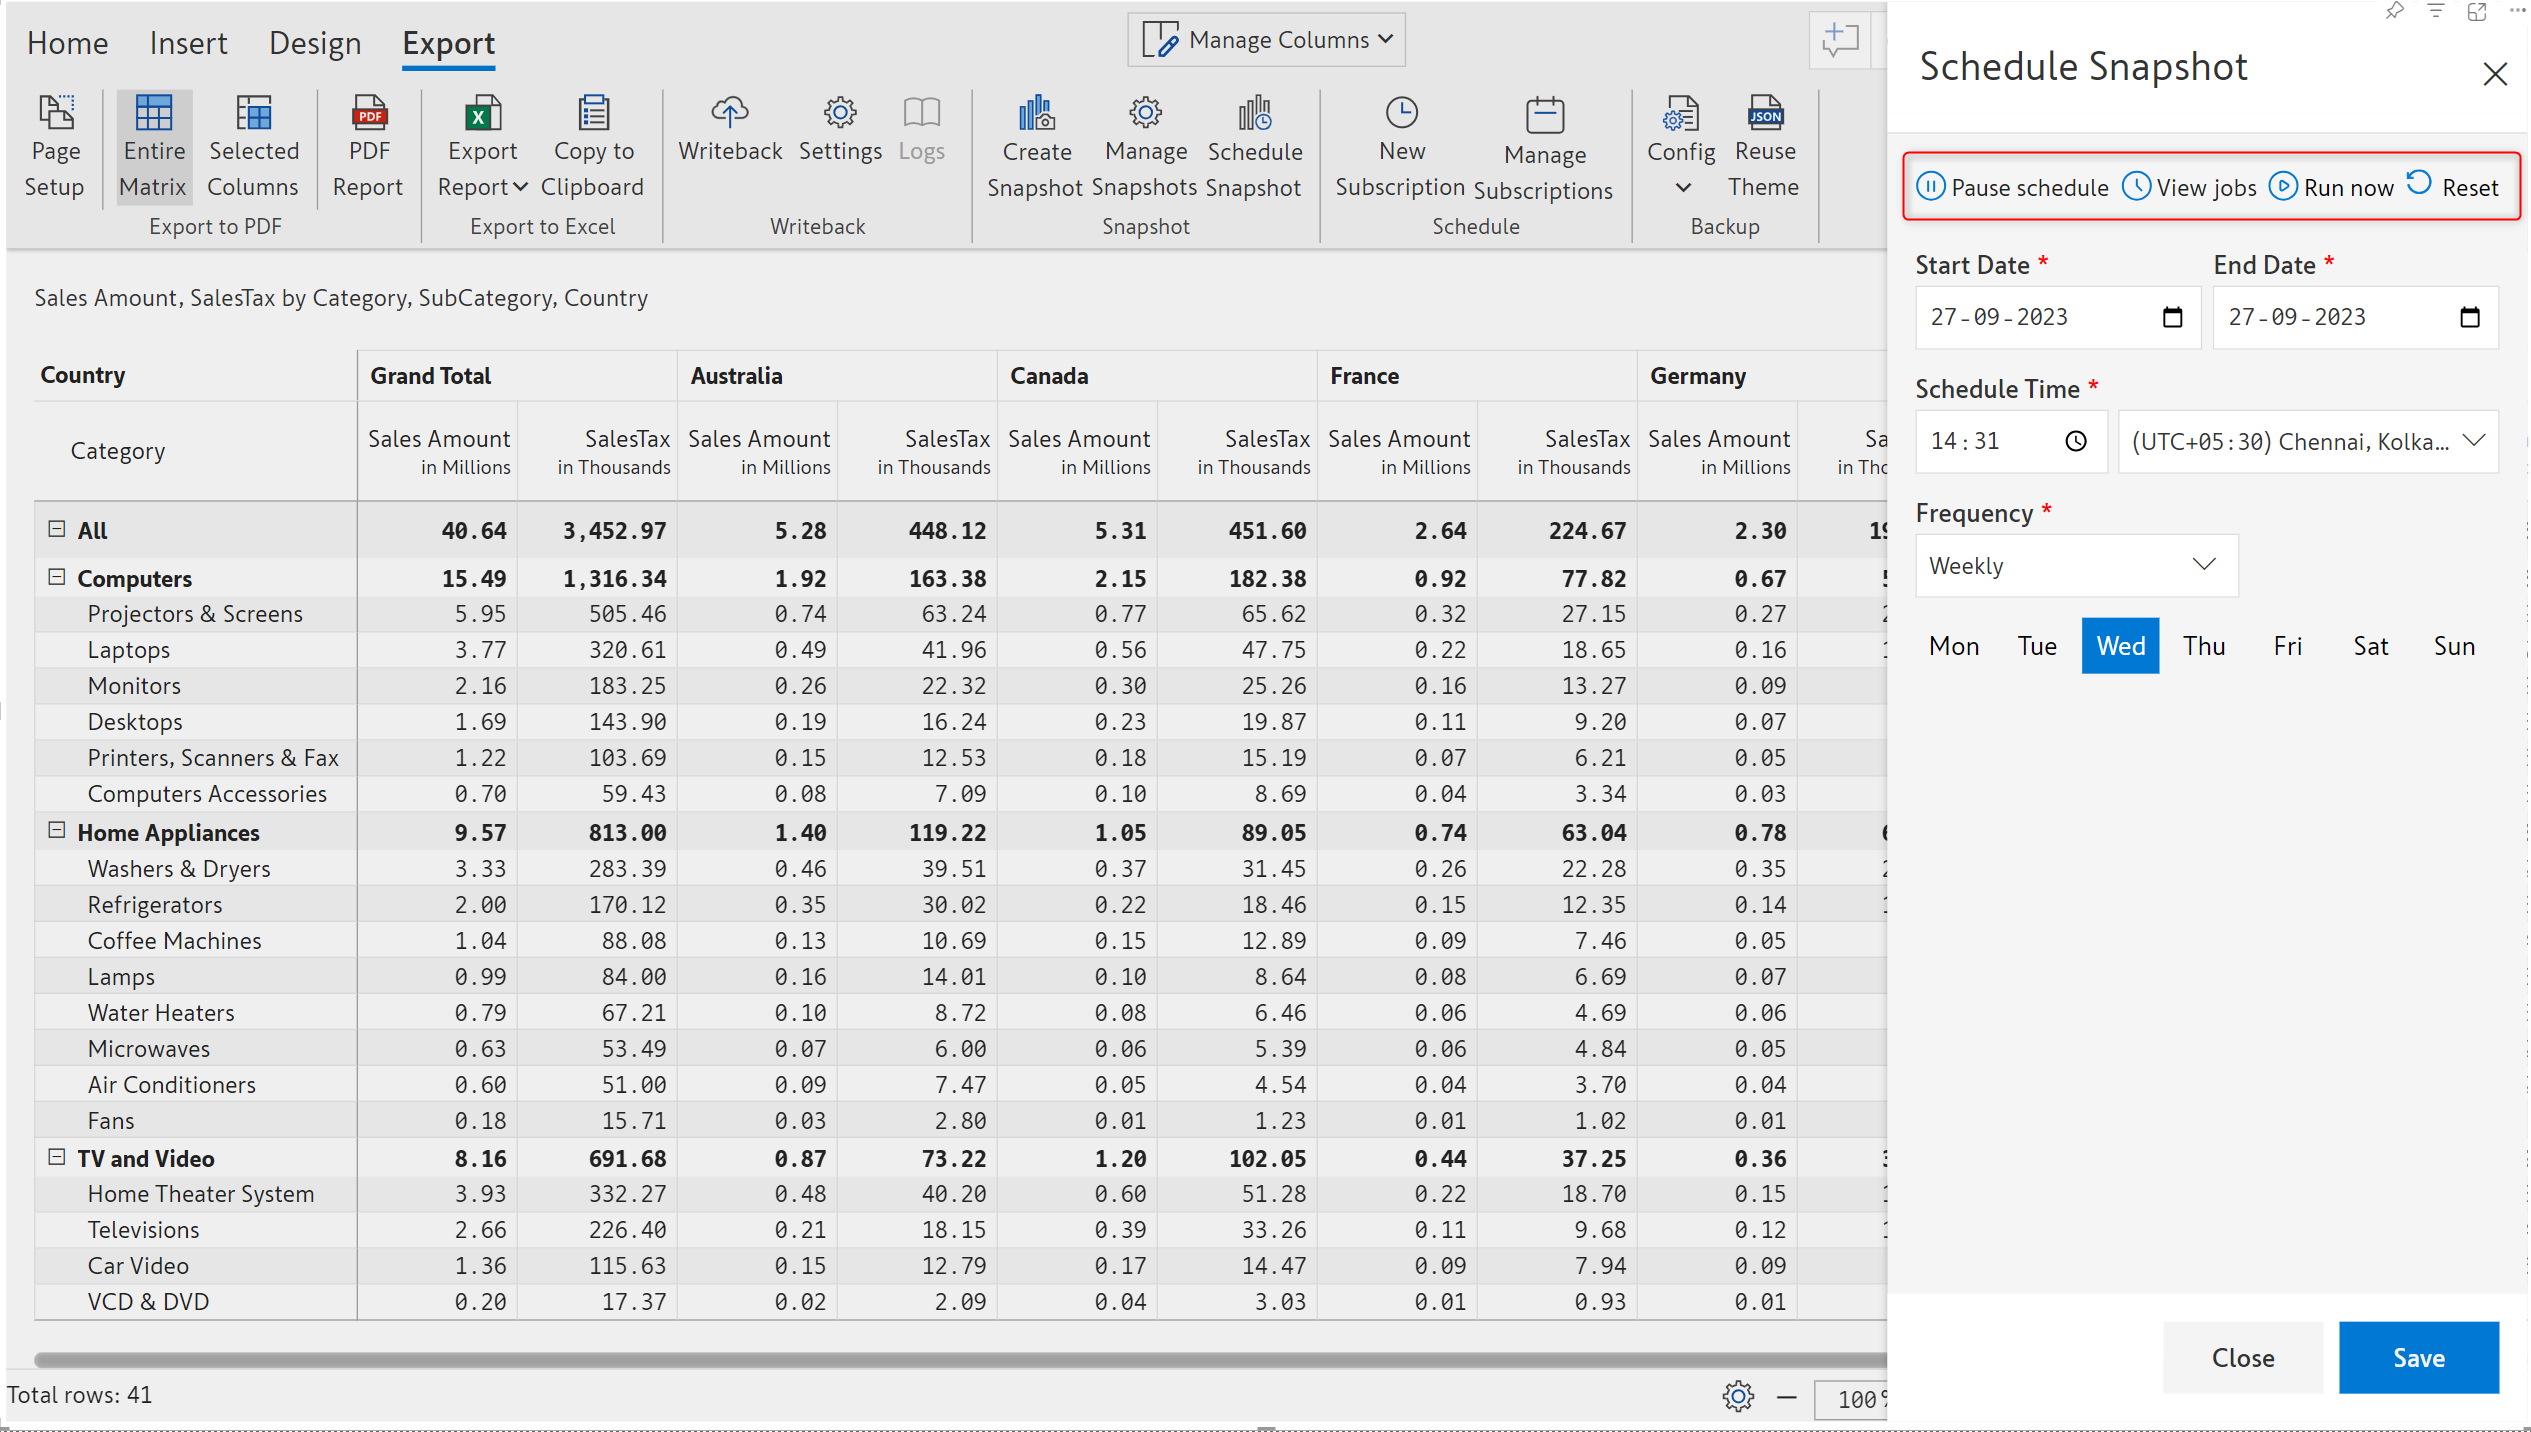 Home Insert Design Export
Manage Columns
Page Setup
Entire Matrix
Selected Columns
Export to PDF
PDF Report
Export Report
Copy to Clipboard
Export to Excel
Writeback
Settings
Logs
Writeback
Create Snapshot
Manage Snapshots
Schedule Snapshot
Snapshot
New Subscription
Manage Subscriptions
Schedule
Config
Reuse Theme
Backup
Sales Amount, SalesTax by Category, SubCategory, Country
Country Grand Total Australia Canada France Germany
Category Sales Amount in Millions SalesTax in Thousands Sales Amount in Millions SalesTax in Thousands Sales Amount in Millions SalesTax in Thousands Sales Amount in Millions SalesTax in Thousands Sales Amount in Millions
All 40.64 3,452.97 5.28 448.12 5.31 451.60 2.64 224.67 2.30
Computers 15.49 1,316.34 1.92 163.38 2.15 182.38 0.92 77.82 0.67
Projectors & Screens 5.95 505.46 0.74 63.24 0.77 65.62 0.32 27.15 0.27
Laptops 3.77 320.61 0.49 41.96 0.56 47.75 0.22 18.65 0.16
Monitors 2.16 183.25 0.26 22.32 0.30 25.26 0.16 13.27 0.09
Desktops 1.69 143.90 0.19 16.24 0.23 19.87 0.11 9.20 0.07
Printers, Scanners & Fax 1.22 103.69 0.15 12.53 0.18 15.19 0.07 6.21 0.05
Computers Accessories 0.70 59.43 0.08 7.09 0.10 8.69 0.04 3.34 0.03
Home Appliances 9.57 813.00 1.40 119.22 1.05 89.05 0.74 63.04 0.78
Washers & Dryers 3.33 283.39 0.46 39.51 0.37 31.45 0.26 22.28 0.35
Refrigerators 2.00 170.12 0.35 30.02 0.22 18.46 0.15 12.35 0.14
Coffee Machines 1.04 88.08 0.13 10.69 0.15 12.89 0.09 7.46 0.05
Lamps 0.99 84.00 0.16 14.01 0.10 8.64 0.08 6.69 0.07
Water Heaters 0.79 67.21 0.10 8.72 0.08 6.46 0.06 4.69 0.06
Microwaves 0.63 53.49 0.07 6.00 0.06 5.39 0.06 4.84 0.05
Air Conditioners 0.60 51.00 0.09 7.47 0.05 4.54 0.04 3.70 0.04
Fans 0.18 15.71 0.03 2.80 0.01 1.23 0.01 1.02 0.01
TV and Video 8.16 691.68 0.87 73.22 1.20 102.05 0.44 37.25 0.36
Home Theater System 3.93 332.27 0.48 40.20 0.60 51.28 0.22 18.70 0.15
Televisions 2.66 226.40 0.21 18.15 0.39 33.26 0.11 9.68 0.12
Car Video 1.36 115.63 0.15 12.79 0.17 14.47 0.09 7.94 0.09
VCD & DVD 0.20 17.37 0.02 2.09 0.04 3.03 0.01 0.93 0.01
Total rows: 41
100%
Schedule Snapshot
Pause schedule View jobs Run now Reset
Start Date * End Date *
27-09-2023 27-09-2023
Schedule Time *
14:31 (UTC+05:30) Chennai, Kolka...
Frequency *
Weekly
Mon Tue Wed Thu Fri Sat Sun
Close Save